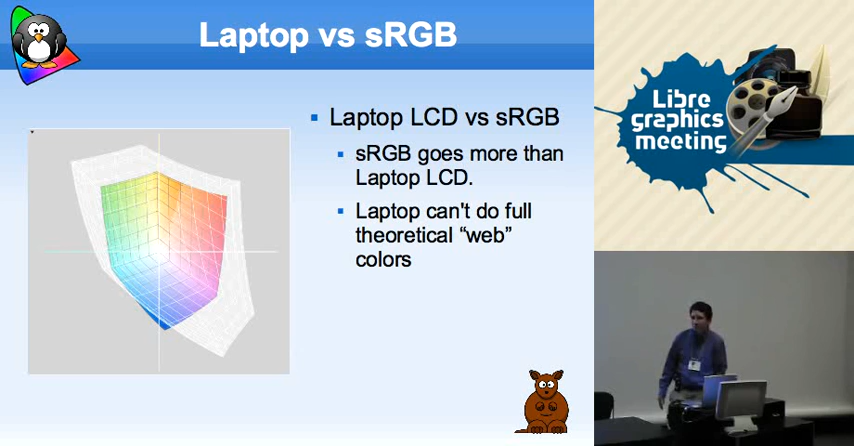 Laptop vs sRGB
Laptop LCD vs sRGB
sRGB goes more than
Laptop LCD.
Laptop can't do full
theoretical “web”
colors
Libre
graphics
meeting